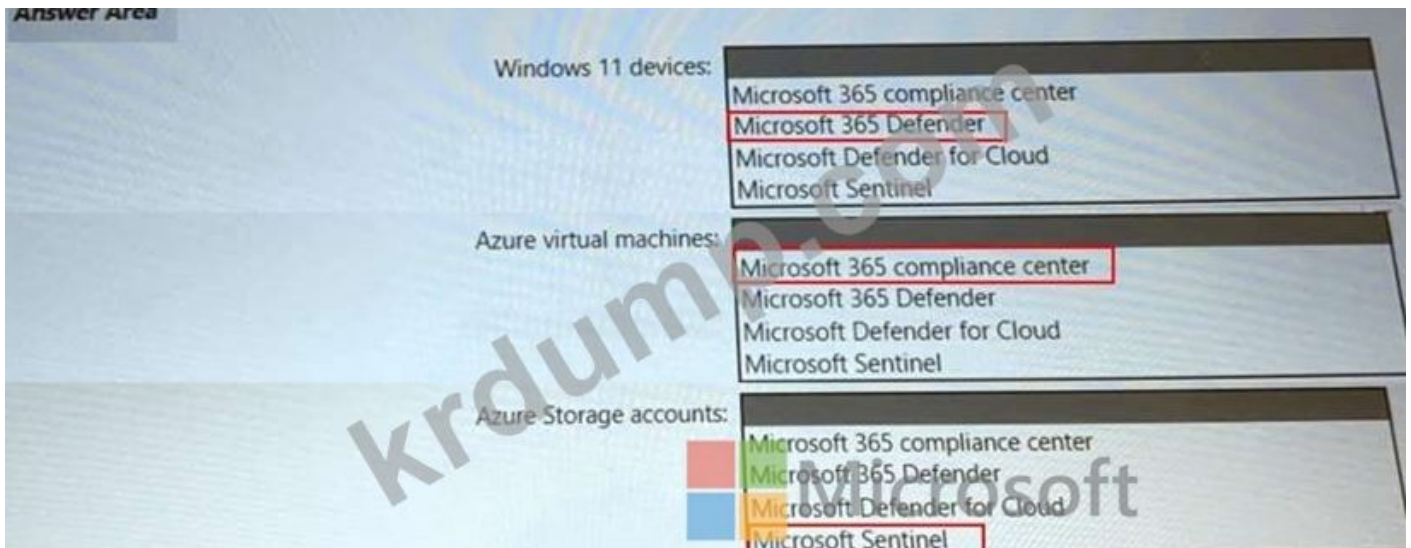 Answer Area
Windows 11 devices:
Microsoft 365 compliance center
Microsoft 365 Defender
Microsoft Defender for Cloud
Microsoft Sentinel
Azure virtual machines:
Microsoft 365 compliance center
Microsoft 365 Defender
Microsoft Defender for Cloud
Microsoft Sentinel
Azure Storage accounts:
Microsoft 365 compliance center
Microsoft 365 Defender
Microsoft Defender for Cloud
Microsoft Sentinel
krdump.com
Microsoft